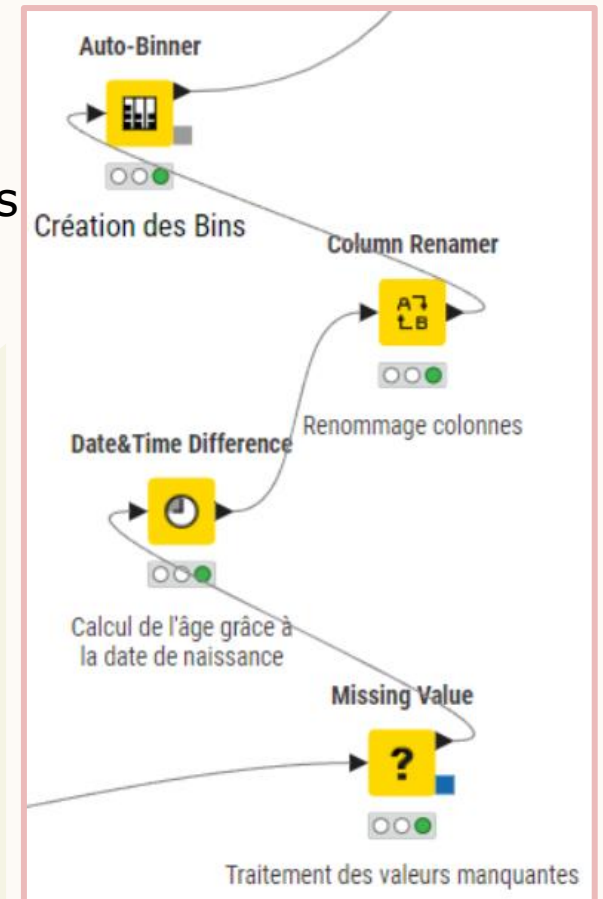 Auto-Binner
s
Création des Bins
Column Renamer
A
B
Renommage colonnes
Date&Time Difference
Calcul de l'âge grâce à
la date de naissance
Missing Value
?
Traitement des valeurs manquantes